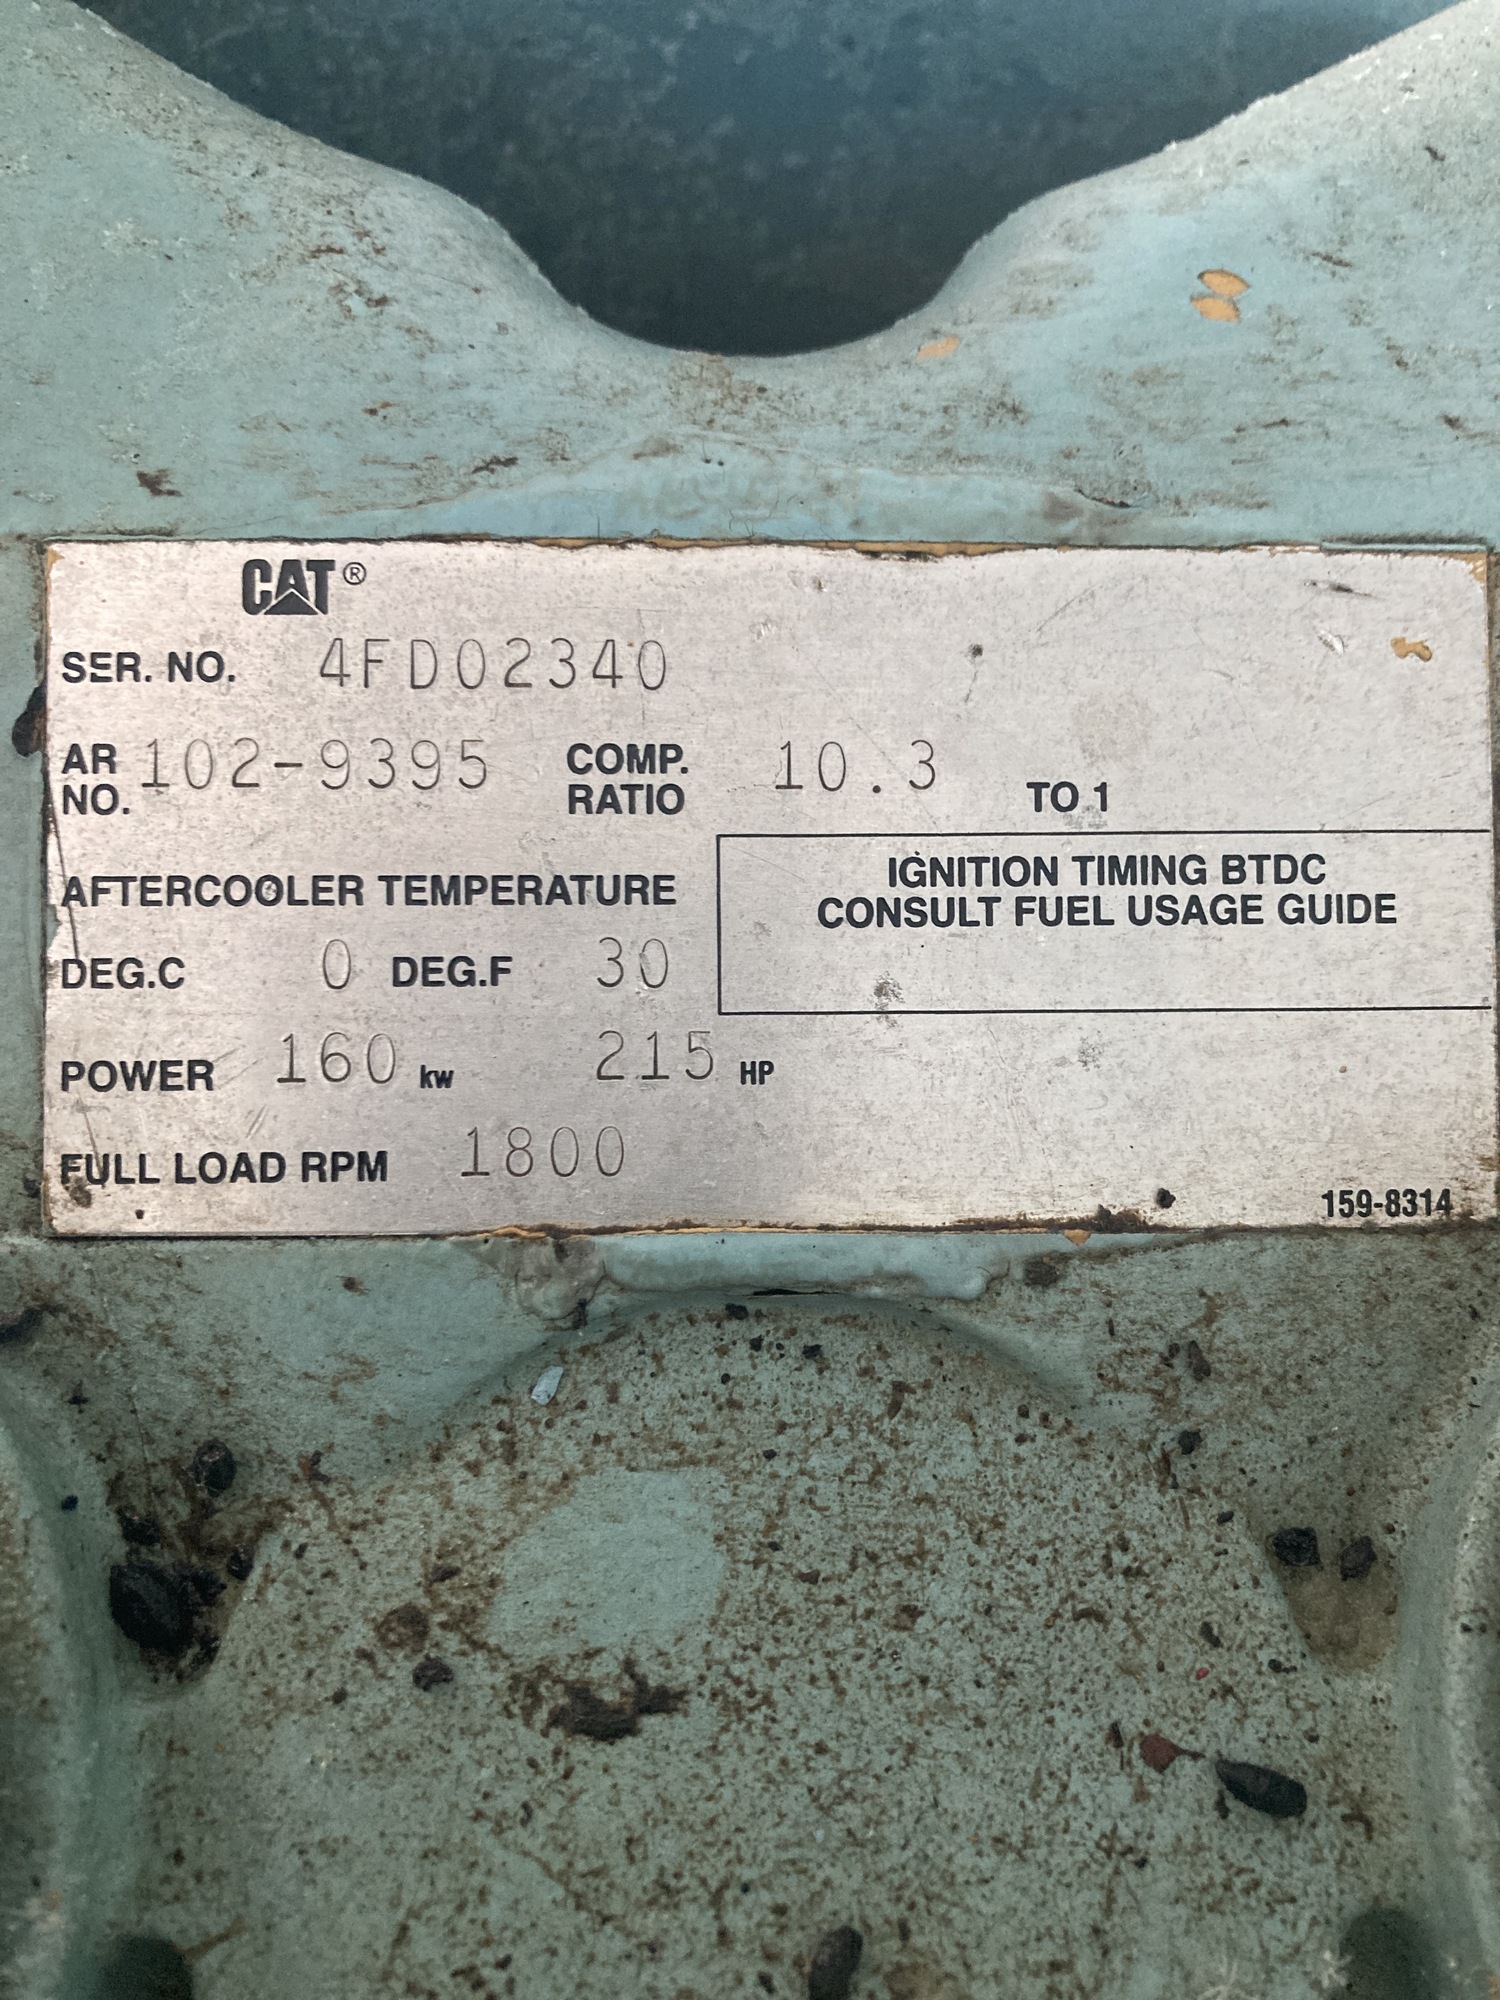 CAT®
SER. NO. 4FD02340
AR NO. 102-9395 COMP. RATIO 10.3 TO 1
AFTERCOOLER TEMPERATURE
DEG.C 0 DEG.F 30
IGNITION TIMING BTDC
CONSULT FUEL USAGE GUIDE
POWER 160 kw 215 HP
FULL LOAD RPM 1800
159-8314